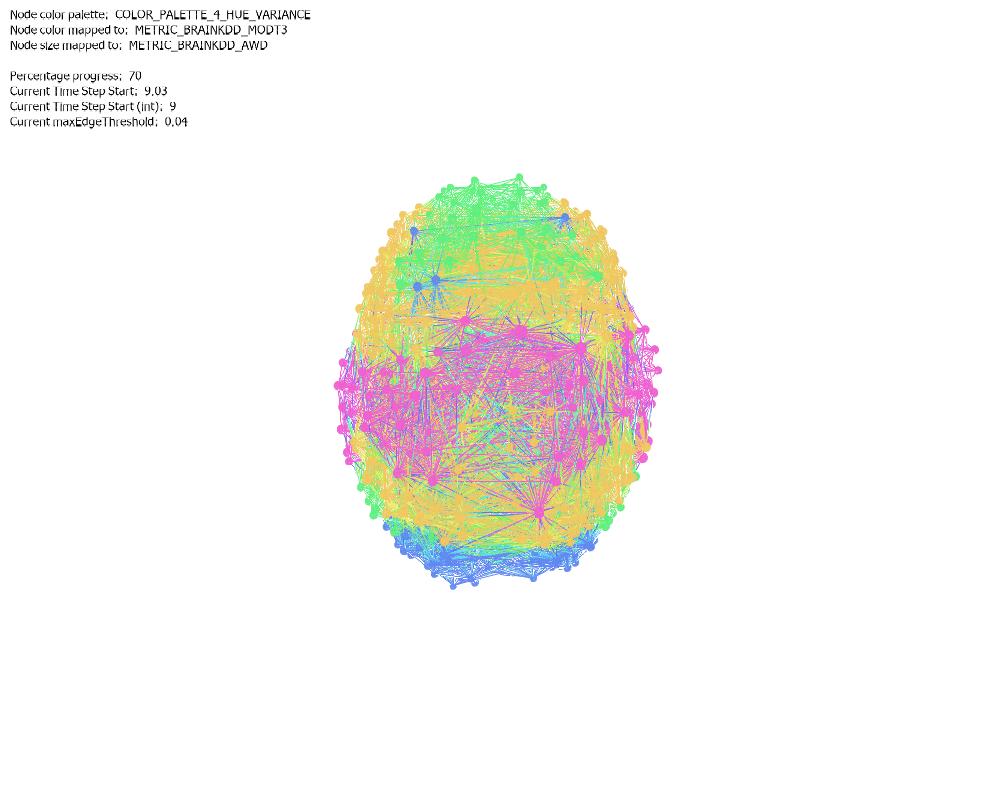 Node color palette:  COLOR_PALETTE_4_HUE_VARIANCE
Node color mapped to:  METRIC_BRAINKDD_MODT3
Node size mapped to:  METRIC_BRAINKDD_AWD
Percentage progress:  70
Current Time Step Start:  9.03
Current Time Step Start (int):  9
Current maxEdgeThreshold:  0.04